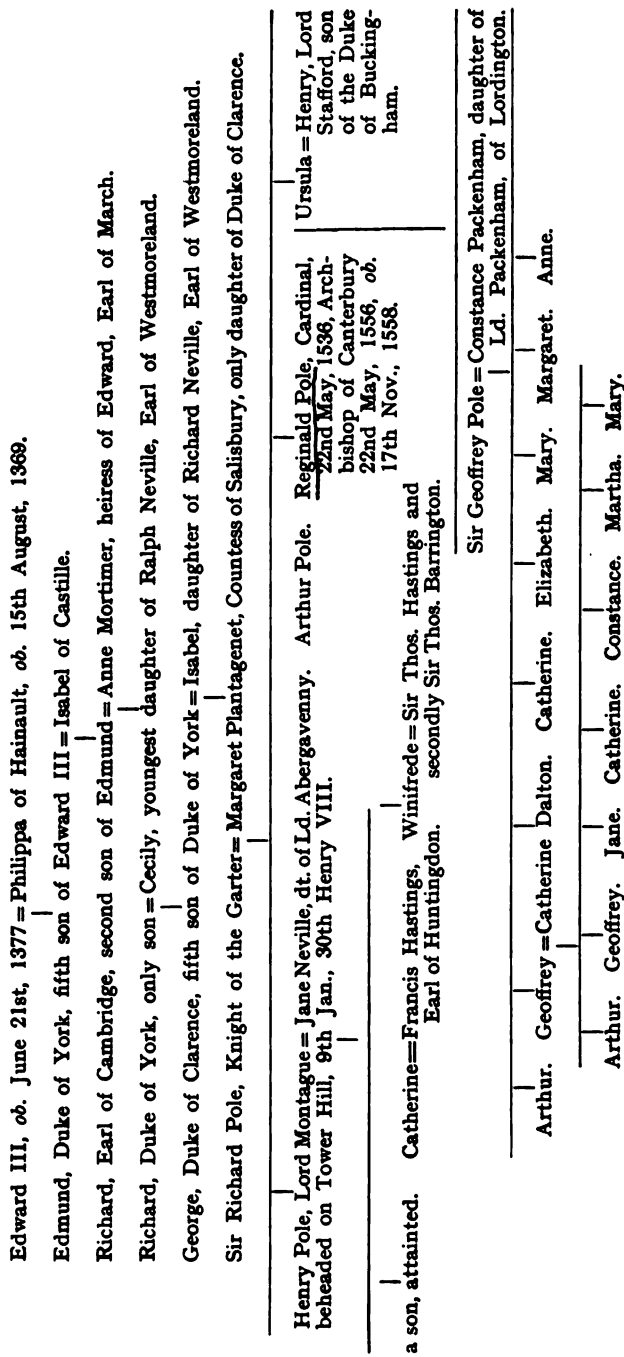 Edward III, ob. June 21st, 1377=Philippa of Hainault, ob. 15th August, 1369.
Edmund, Duke of York, fifth son of Edward III=Isabel of Castille.
Richard, Earl of Cambridge, second son of Edmund=Anne Mortimer, heiress of Edward, Earl of March.
Richard, Duke of York, only son=Cecily, youngest daughter of Ralph Neville, Earl of Westmoreland.
George, Duke of Clarence, fifth son of Duke of York=Isabel, daughter of Richard Neville, Earl of Westmoreland.
Sir Richard Pole, Knight of the Garter=Margaret Plantagenet, Countess of Salisbury, only daughter of Duke of Clarence.
Henry Pole, Lord Montague=Jane Neville, dt. of Ld. Abergavenny.
beheaded on Tower Hill, 9th Jan., 30th Henry VIII.
Arthur Pole.
Reginald Pole, Cardinal,
22nd May, 1536, Arch-
bishop of Canterbury
22nd May, 1556, ob.
17th Nov., 1558.
Ursula=Henry, Lord
Stafford, son
of the Duke
of Bucking-
ham.
a son, attainted.
Catherine=Francis Hastings,
Earl of Huntingdon.
Winifrede=Sir Thos. Hastings and
secondly Sir Thos. Barrington.
Sir Geoffrey Pole=Constance Packenham, daughter of
Ld. Packenham, of Lordington.
Arthur. Geoffrey=Catherine Dalton. Catherine. Elizabeth. Mary. Margaret. Anne.
Arthur. Geoffrey. Jane. Catherine. Constance. Martha. Mary.